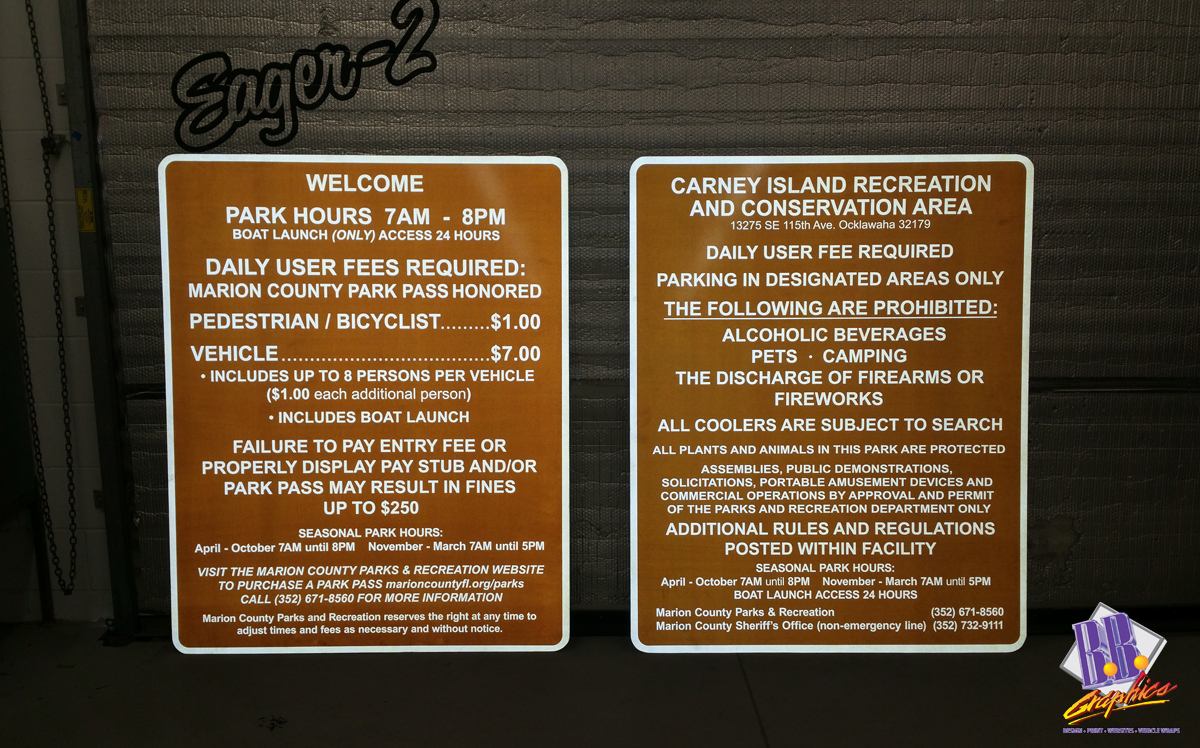 Eager-2
WELCOME
PARK HOURS 7AM - 8PM
BOAT LAUNCH (ONLY) ACCESS 24 HOURS
DAILY USER FEES REQUIRED:
MARION COUNTY PARK PASS HONORED
PEDESTRIAN / BICYCLIST.........$1.00
VEHICLE.....................................$7.00
• INCLUDES UP TO 8 PERSONS PER VEHICLE
($1.00 each additional person)
• INCLUDES BOAT LAUNCH
FAILURE TO PAY ENTRY FEE OR
PROPERLY DISPLAY PAY STUB AND/OR
PARK PASS MAY RESULT IN FINES
UP TO $250
SEASONAL PARK HOURS:
April - October 7AM until 8PM November - March 7AM until 5PM
VISIT THE MARION COUNTY PARKS & RECREATION WEBSITE
TO PURCHASE A PARK PASS marioncountyfl.org/parks
CALL (352) 671-8560 FOR MORE INFORMATION
Marion County Parks and Recreation reserves the right at any time to
adjust times and fees as necessary and without notice.
CARNEY ISLAND RECREATION
AND CONSERVATION AREA
13275 SE 115th Ave. Ocklawaha 32179
DAILY USER FEE REQUIRED
PARKING IN DESIGNATED AREAS ONLY
THE FOLLOWING ARE PROHIBITED:
ALCOHOLIC BEVERAGES
PETS · CAMPING
THE DISCHARGE OF FIREARMS OR
FIREWORKS
ALL COOLERS ARE SUBJECT TO SEARCH
ALL PLANTS AND ANIMALS IN THIS PARK ARE PROTECTED
ASSEMBLIES, PUBLIC DEMONSTRATIONS,
SOLICITATIONS, PORTABLE AMUSEMENT DEVICES AND
COMMERCIAL OPERATIONS BY APPROVAL AND PERMIT
OF THE PARKS AND RECREATION DEPARTMENT ONLY
ADDITIONAL RULES AND REGULATIONS
POSTED WITHIN FACILITY
SEASONAL PARK HOURS:
April - October 7AM until 8PM November - March 7AM until 5PM
BOAT LAUNCH ACCESS 24 HOURS
Marion County Parks & Recreation (352) 671-8560
Marion County Sheriff's Office (non-emergency line) (352) 732-9111
B.B.
Graphics
DESIGN • PRINT • WEBSITES • VEHICLE WRAPS